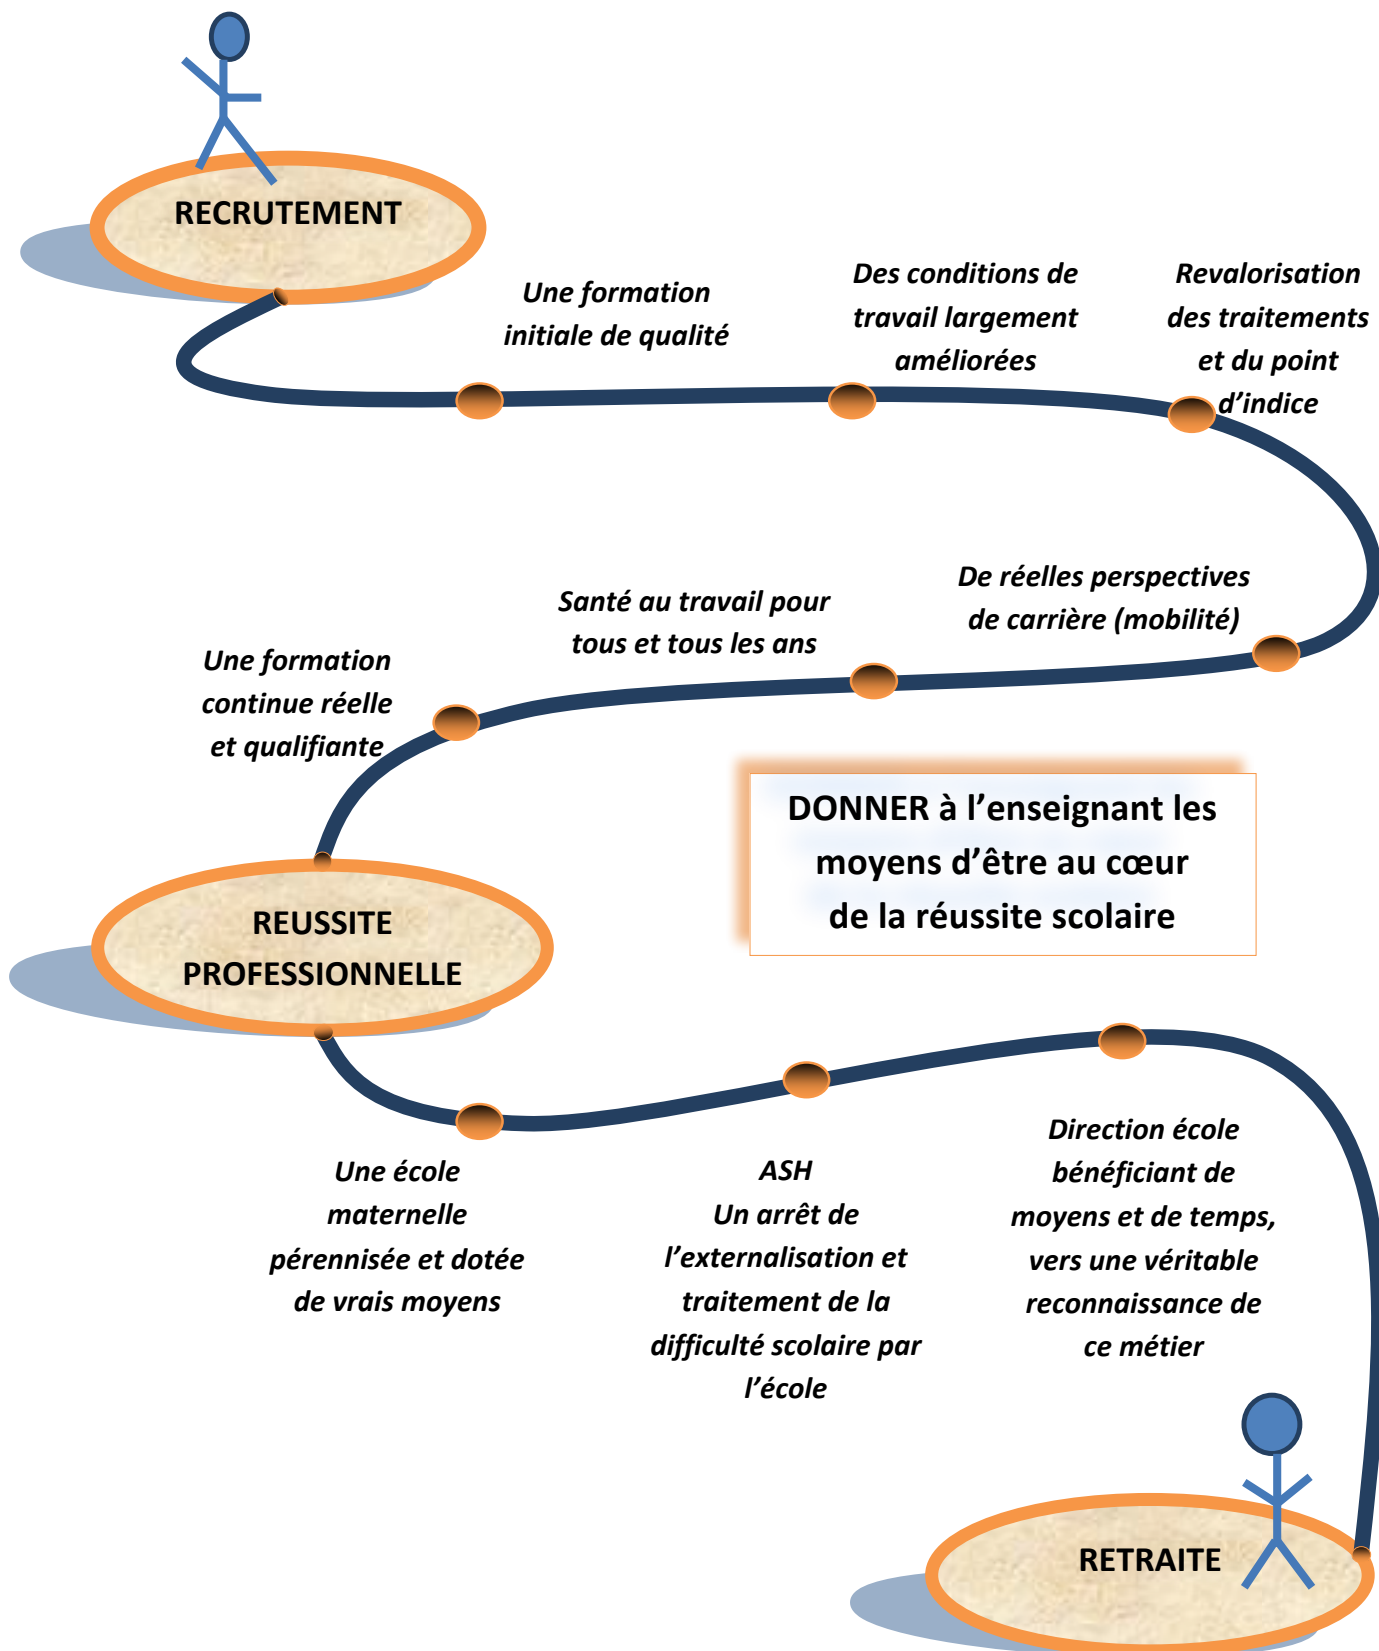 RECRUTEMENT
Une formation
initiale de qualité
Des conditions de
travail largement
améliorées
Revalorisation
des traitements
et du point
d’indice
De réelles perspectives
de carrière (mobilité)
Santé au travail pour
tous et tous les ans
Une formation
continue réelle
et qualifiante
DONNER à l’enseignant les
moyens d’être au cœur
de la réussite scolaire
REUSSITE
PROFESSIONNELLE
Une école
maternelle
pérennisée et dotée
de vrais moyens
ASH
Un arrêt de
l’externalisation et
traitement de la
difficulté scolaire par
l’école
Direction école
bénéficiant de
moyens et de temps,
vers une véritable
reconnaissance de
ce métier
RETRAITE